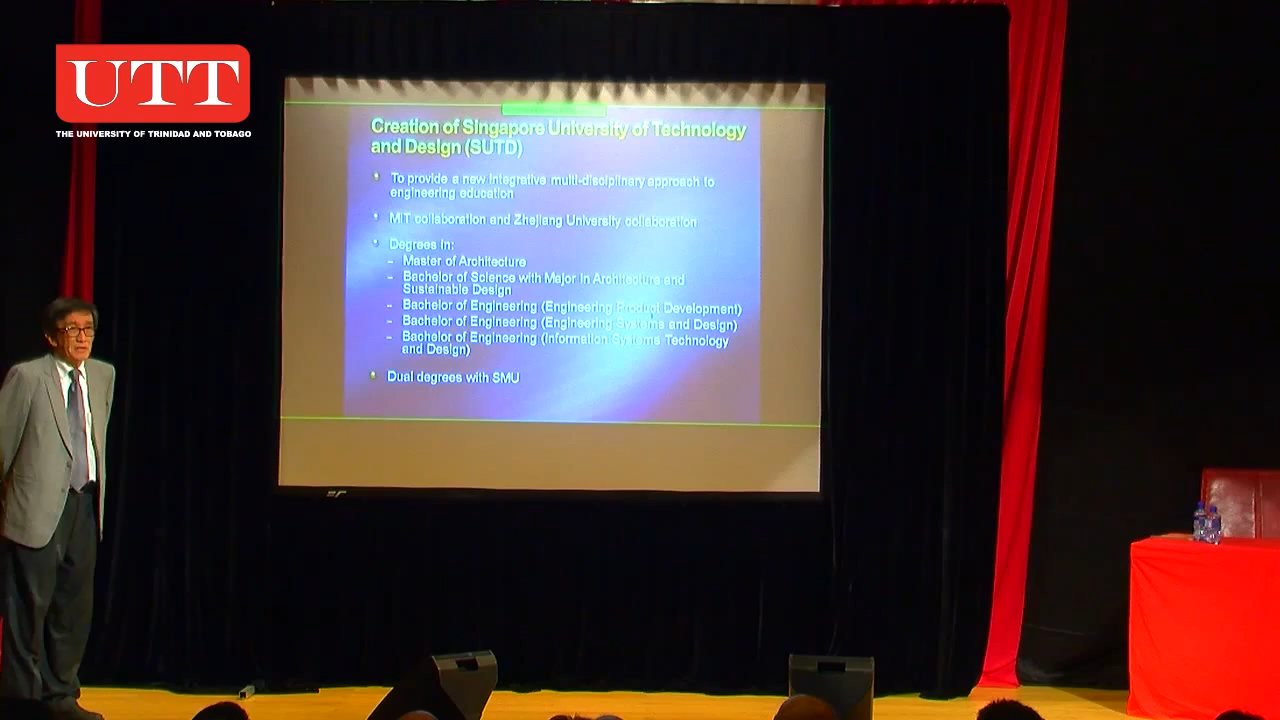 UTT
THE UNIVERSITY OF TRINIDAD AND TOBAGO
Creation of Singapore University of Technology
and Design (SUTD)
To provide a new integrative multi-disciplinary approach to
engineering education
MIT collaboration and Zhejiang University collaboration
Degrees in:
– Master of Architecture
– Bachelor of Science with Major in Architecture and
Sustainable Design
– Bachelor of Engineering (Engineering Product Development)
– Bachelor of Engineering (Engineering Systems and Design)
– Bachelor of Engineering (Information Systems Technology
and Design)
Dual degrees with SMU